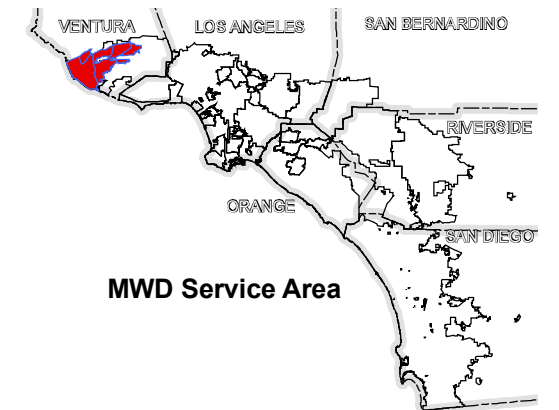 VENTURA
LOS ANGELES
SAN BERNARDINO
RIVERSIDE
ORANGE
SAN DIEGO
MWD Service Area